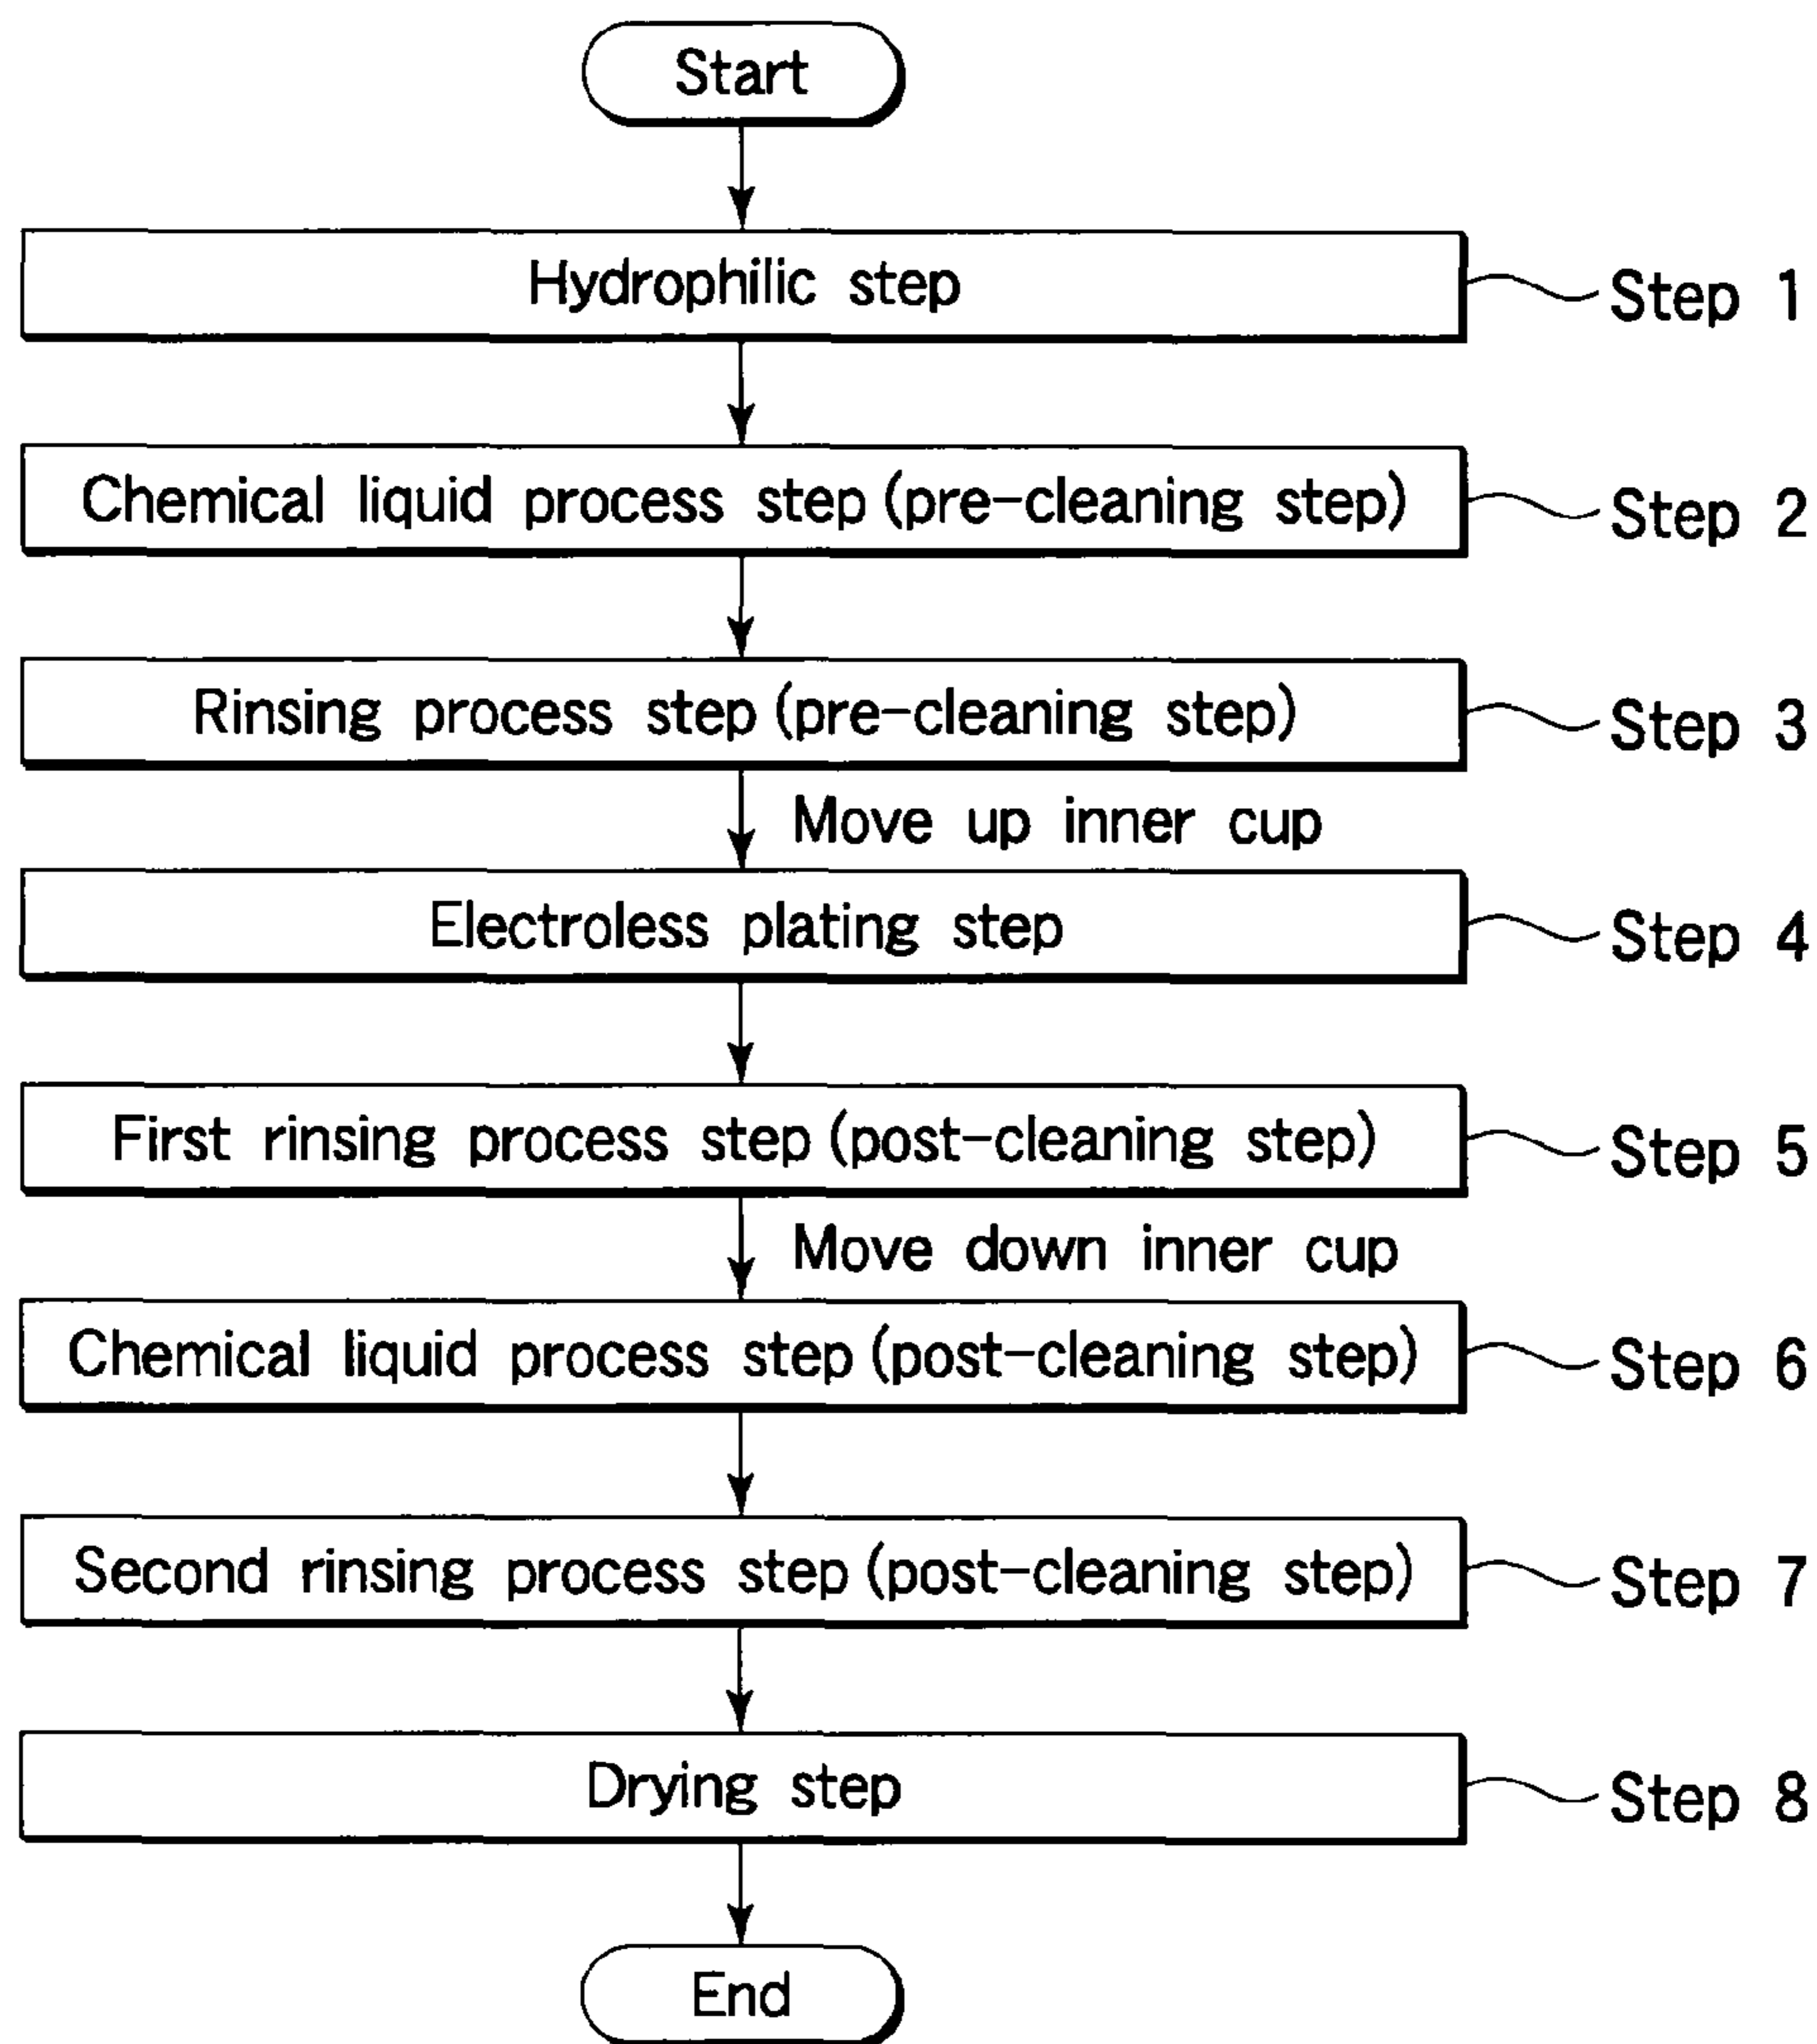 Start
Hydrophilic step
Step 1
Chemical liquid process step (pre-cleaning step)
Step 2
Rinsing process step (pre-cleaning step)
Step 3
Move up inner cup
Electroless plating step
Step 4
First rinsing process step (post-cleaning step)
Step 5
Move down inner cup
Chemical liquid process step (post-cleaning step)
Step 6
Second rinsing process step (post-cleaning step)
Step 7
Drying step
Step 8
End